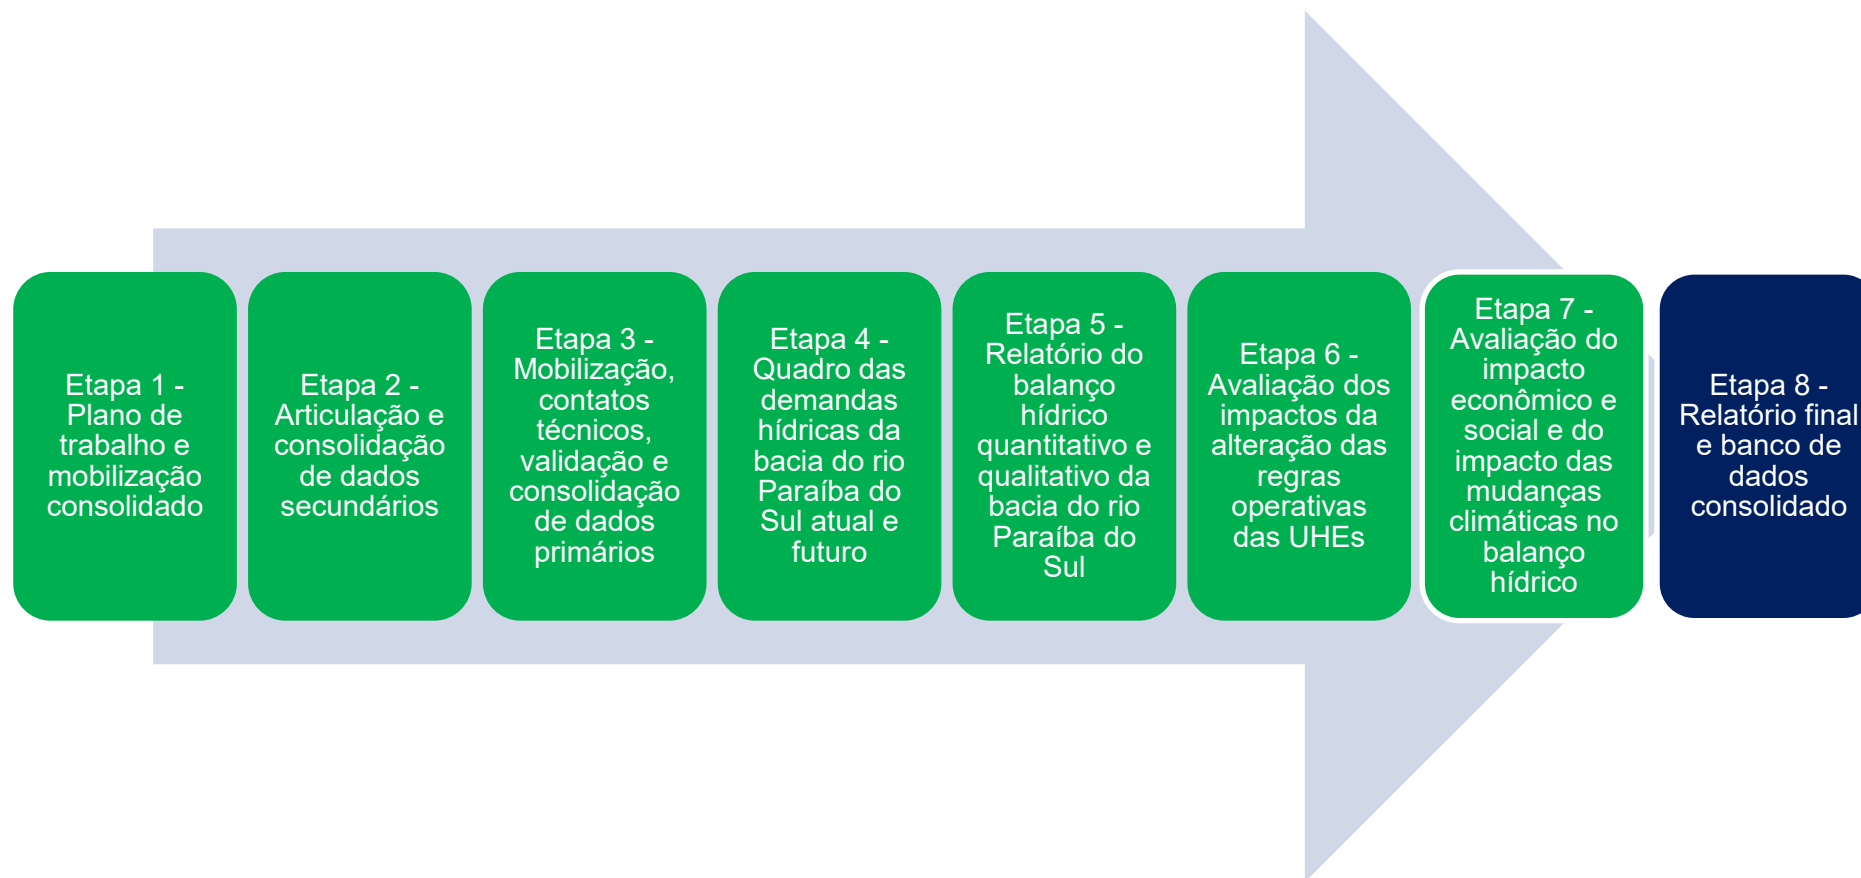 Etapa 1 -
Plano de
trabalho e
mobilização
consolidado
Etapa 2 -
Articulação e
consolidação
de dados
secundários
Etapa 3 -
Mobilização,
contatos
técnicos,
validação e
consolidação
de dados
primários
Etapa 4 -
Quadro das
demandas
hídricas da
bacia do rio
Paraíba do
Sul atual e
futuro
Etapa 5 -
Relatório do
balanço
hídrico
quantitativo e
qualitativo da
bacia do rio
Paraíba do
Sul
Etapa 6 -
Avaliação dos
impactos da
alteração das
regras
operativas
das UHEs
Etapa 7 -
Avaliação do
impacto
econômico e
social e do
impacto das
mudanças
climáticas no
balanço
hídrico
Etapa 8 -
Relatório final
e banco de
dados
consolidado